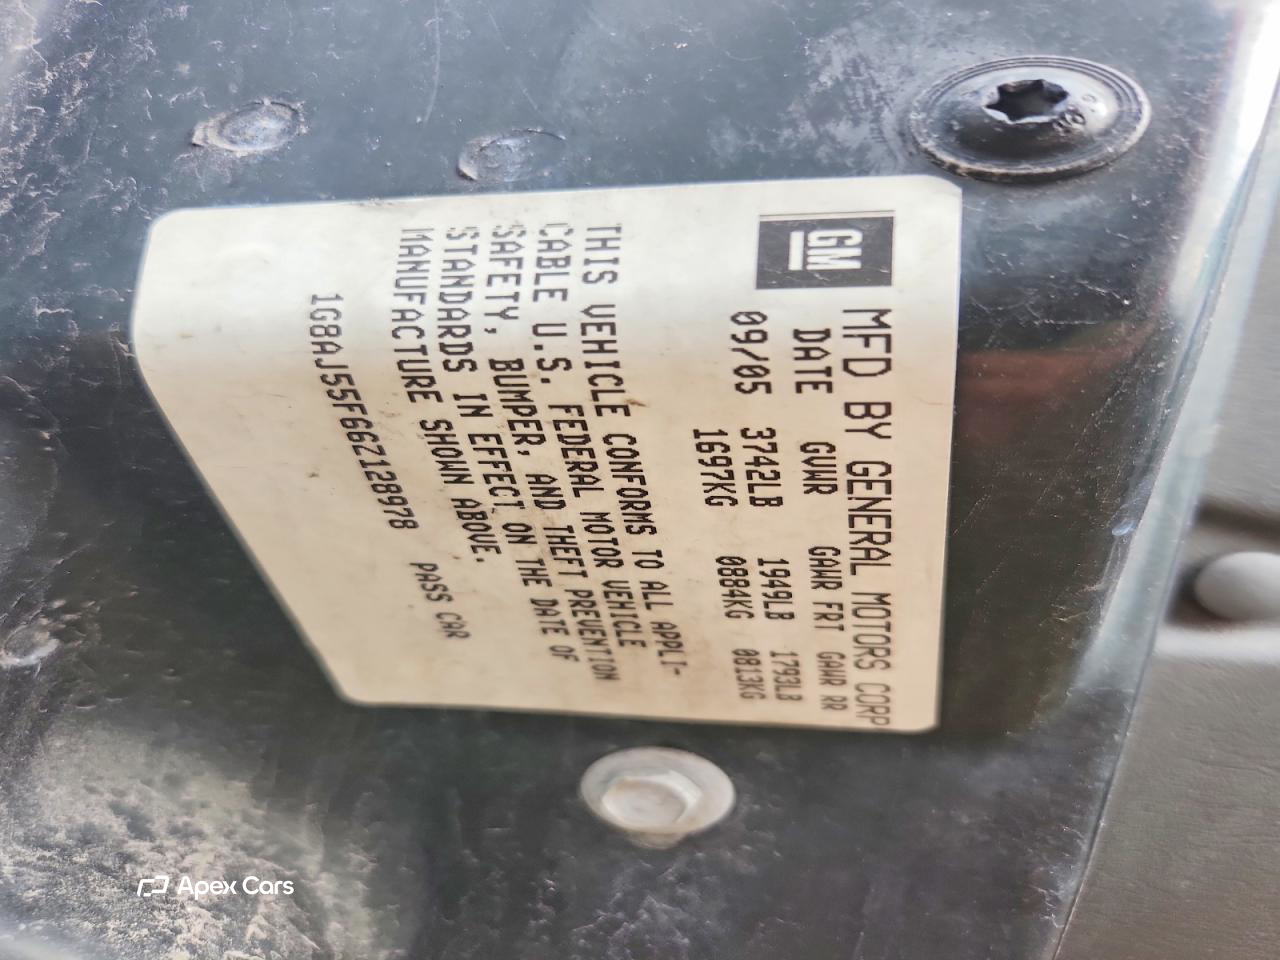 GM
MFD BY GENERAL MOTORS CORP
DATE GVWR GAWR FRT GAWR RR
09/05 3742LB 1949LB 1793LB
1697KG 0884KG 0813KG
THIS VEHICLE CONFORMS TO ALL APPLI-
CABLE U.S. FEDERAL MOTOR VEHICLE
SAFETY, BUMPER, AND THEFT PREVENTION
STANDARDS IN EFFECT ON THE DATE OF
MANUFACTURE SHOWN ABOVE.
1G8AJ55F66Z128978 PASS CAR
Apex Cars